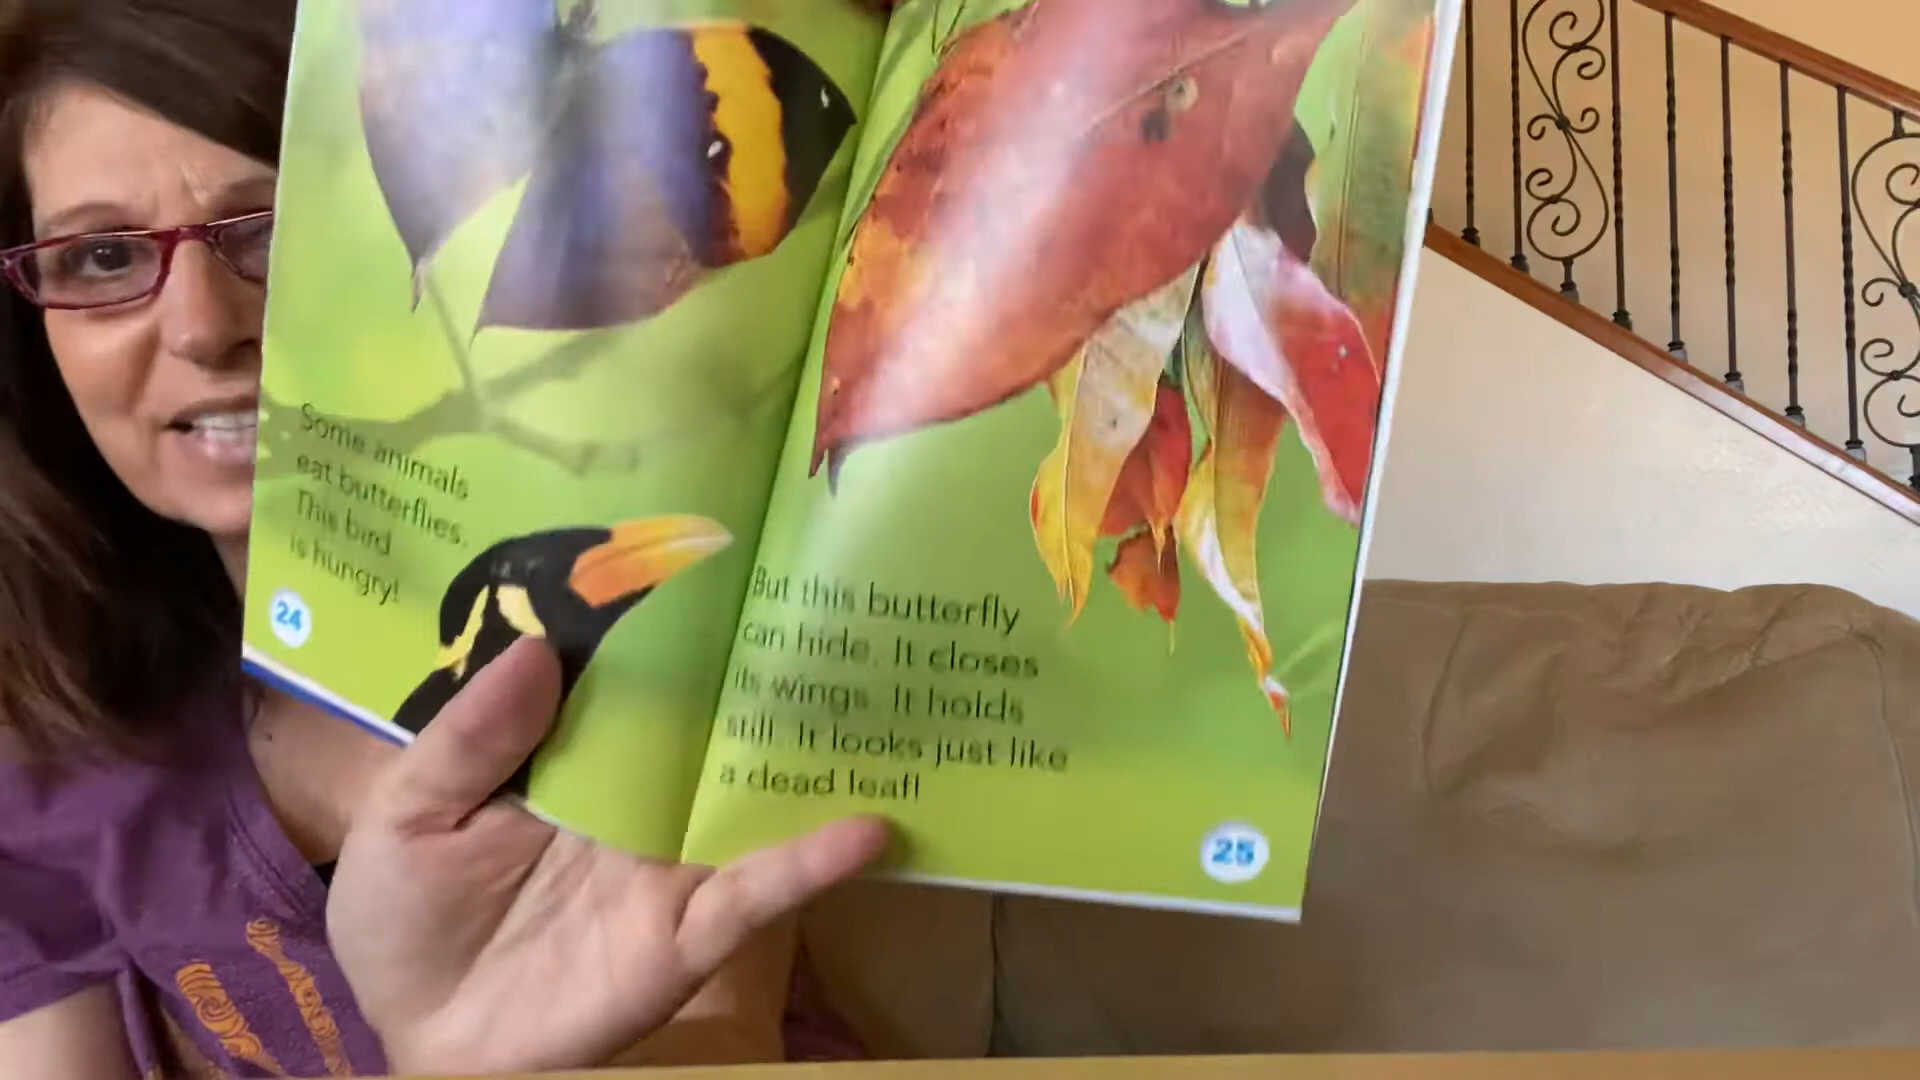 Some animals
eat butterflies.
This bird
is hungry!
24
But this butterfly
can hide. It closes
its wings. It holds
still. It looks just like
a dead leaf!
25